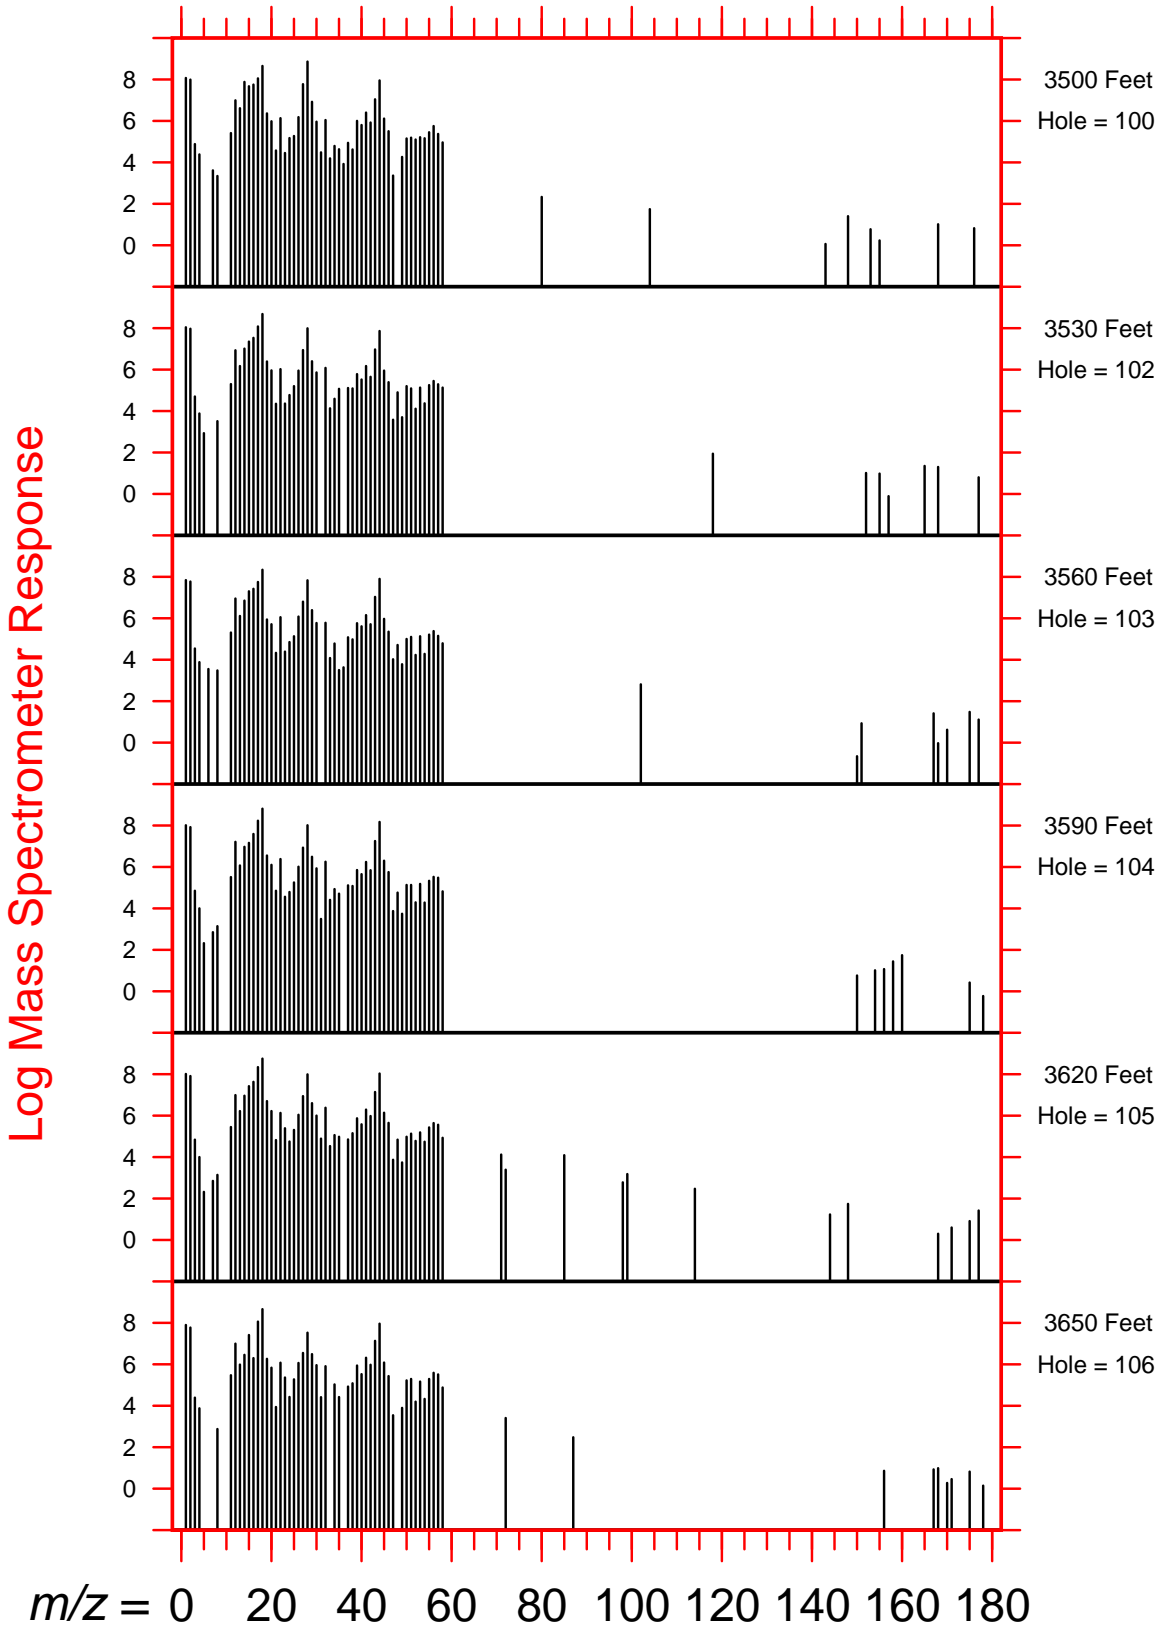 Log Mass Spectrometer Response
8
6
4
2
0
3500 Feet
Hole = 100
8
6
4
2
0
3530 Feet
Hole = 102
8
6
4
2
0
3560 Feet
Hole = 103
8
6
4
2
0
3590 Feet
Hole = 104
8
6
4
2
0
3620 Feet
Hole = 105
8
6
4
2
0
3650 Feet
Hole = 106
m/z = 0 20 40 60 80 100 120 140 160 180